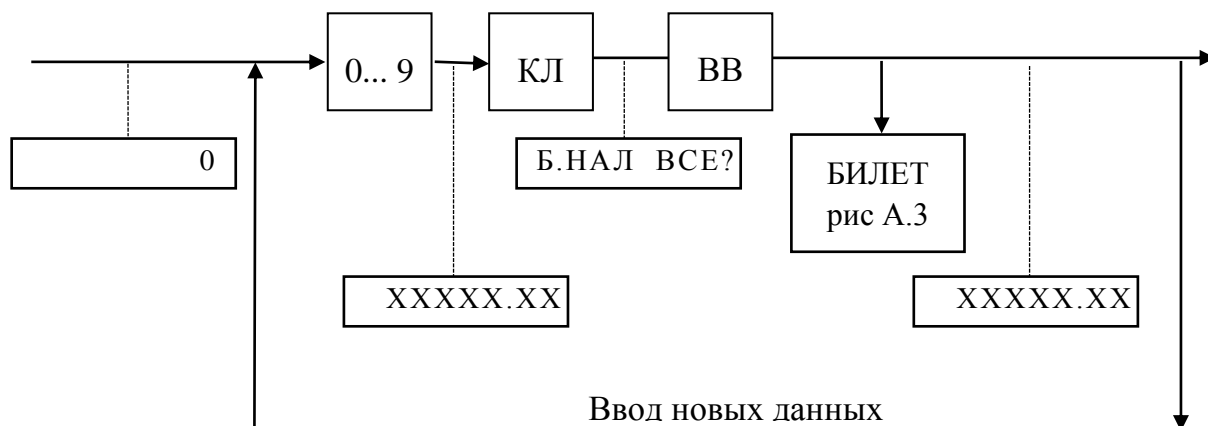 0... 9
КЛ
ВВ
0
Б.НАЛ ВСЕ?
БИЛЕТ
рис А.3
XXXXX.XX
XXXXX.XX
Ввод новых данных